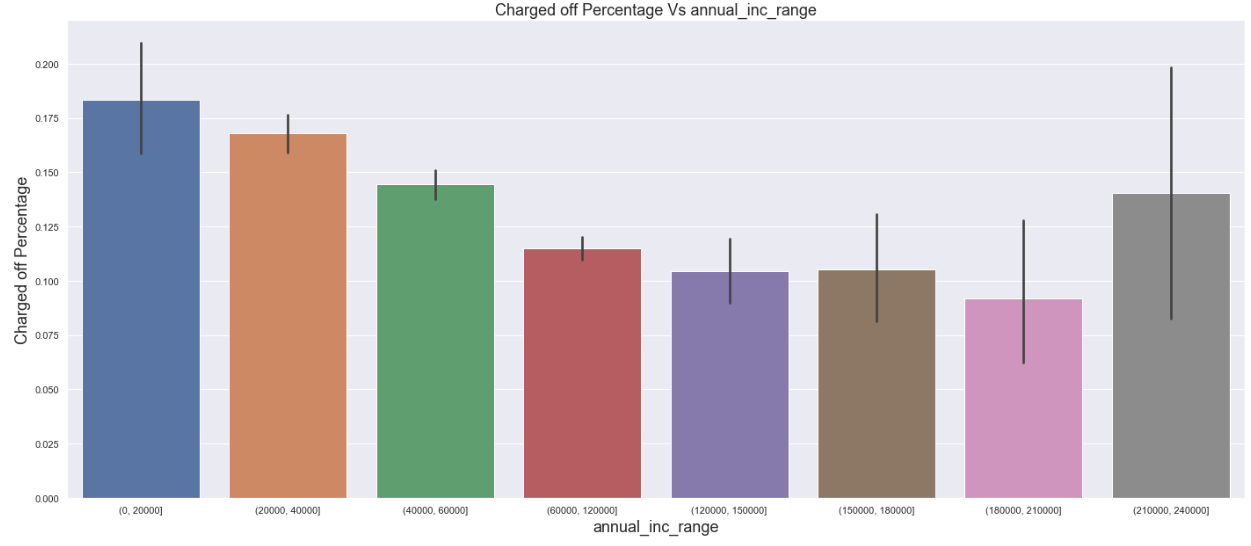 Charged off Percentage Vs annual_inc_range
Charged off Percentage
0.200
0.175
0.150
0.125
0.100
0.075
0.050
0.025
0.000
(0, 20000] (20000, 40000] (40000, 60000] (60000, 120000] (120000, 150000] (150000, 180000] (180000, 210000] (210000, 240000]
annual_inc_range